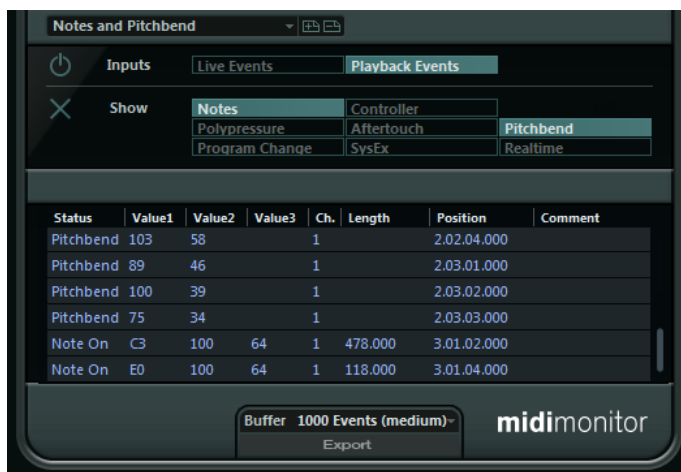 Notes and Pitchbend
Inputs Live Events Playback Events
Show Notes Controller
Polypressure Aftertouch Pitchbend
Program Change SysEx Realtime
Status Value1 Value2 Value3 Ch. Length Position Comment
Pitchbend 103 58 1 2.02.04.000
Pitchbend 89 46 1 2.03.01.000
Pitchbend 100 39 1 2.03.02.000
Pitchbend 75 34 1 2.03.03.000
Note On C3 100 64 1 478.000 3.01.02.000
Note On E0 100 64 1 118.000 3.01.04.000
Buffer 1000 Events (medium)
Export
midimonitor